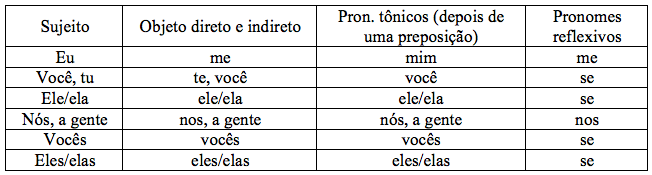 Sujeito Objeto direto e indireto Pron. tônicos (depois de uma preposição) Pronomes reflexivos
Eu me mim me
Você, tu te, você você se
Ele/ela ele/ela ele/ela se
Nós, a gente nos, a gente nós, a gente nos
Vocês vocês vocês se
Eles/elas eles/elas eles/elas se